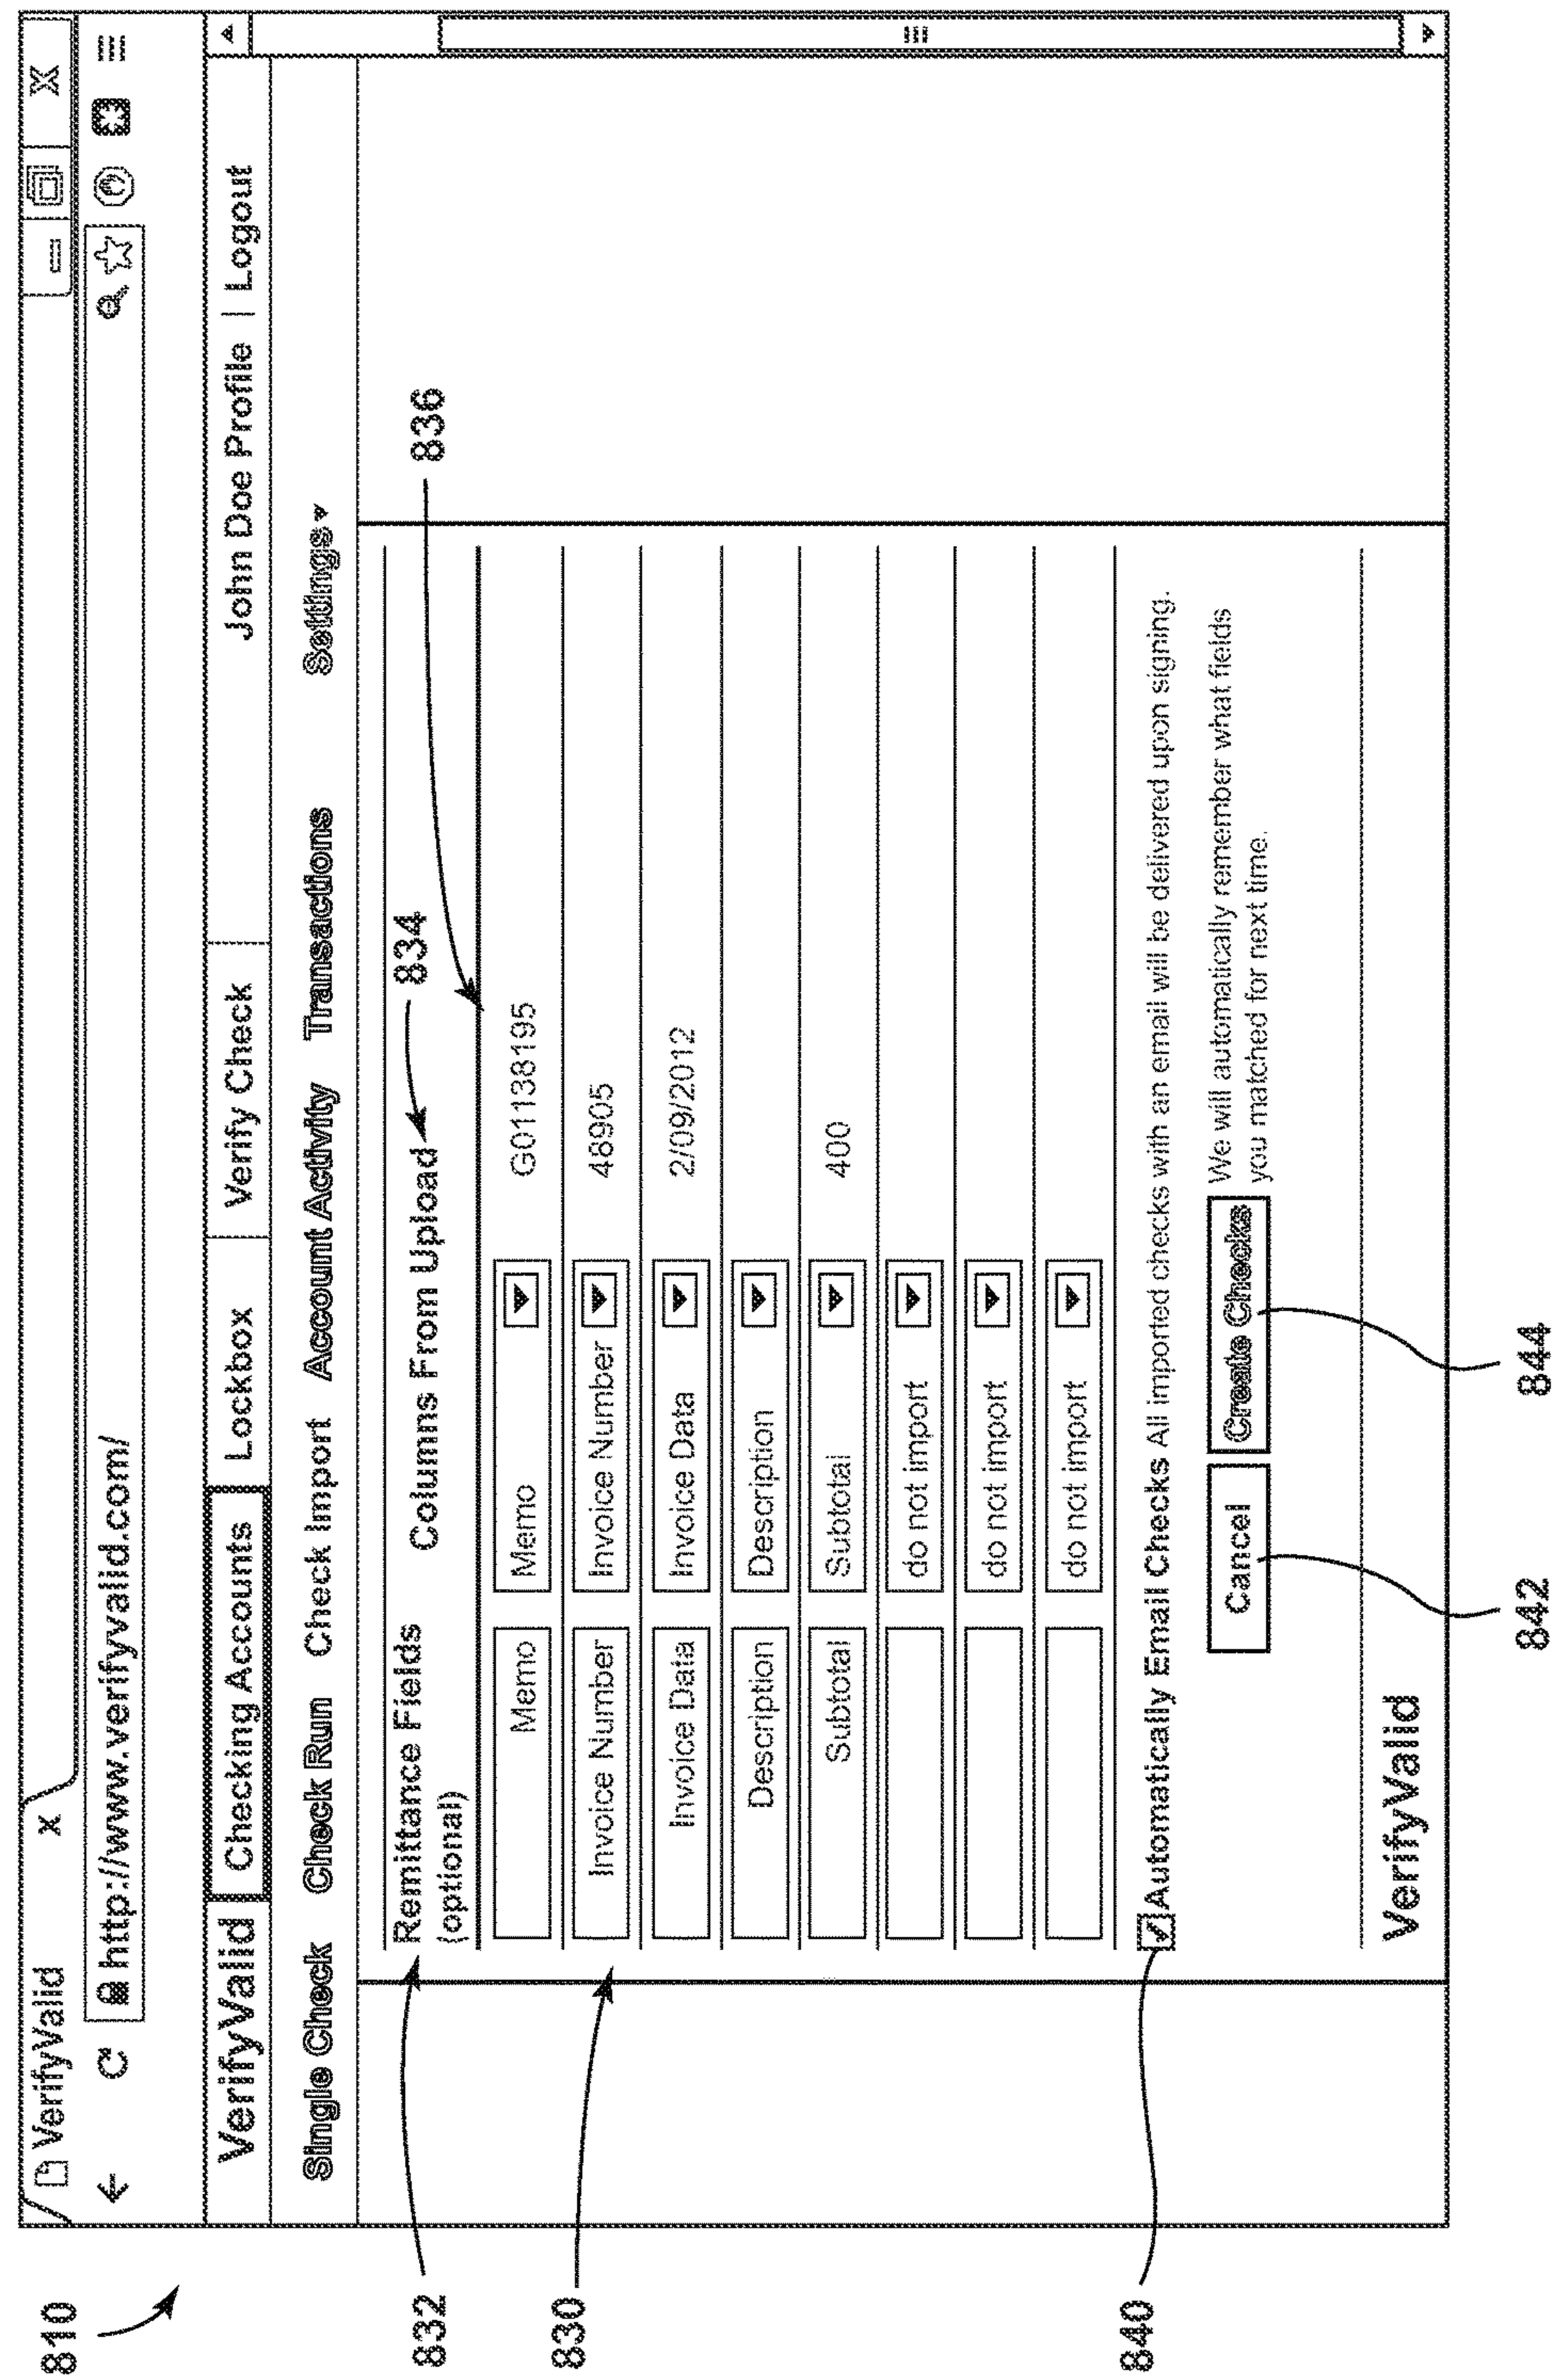 810
VerifyValid x
http://www.verifyvalid.com/
VerifyValid Checking Accounts Lockbox Verify Check John Doe Profile | Logout
Single Check Check Run Check Import Account Activity Transactions Settings
832
Remittance Fields
(optional)
Columns From Upload
834
836
830
Memo Memo G01138195
Invoice Number Invoice Number 48905
Invoice Data Invoice Data 2/09/2012
Description Description
Subtotal Subtotal 400
do not import
do not import
do not import
840
Automatically Email Checks All imported checks with an email will be delivered upon signing.
Cancel Create Checks We will automatically remember what fields
you matched for next time.
VerifyValid
842
844